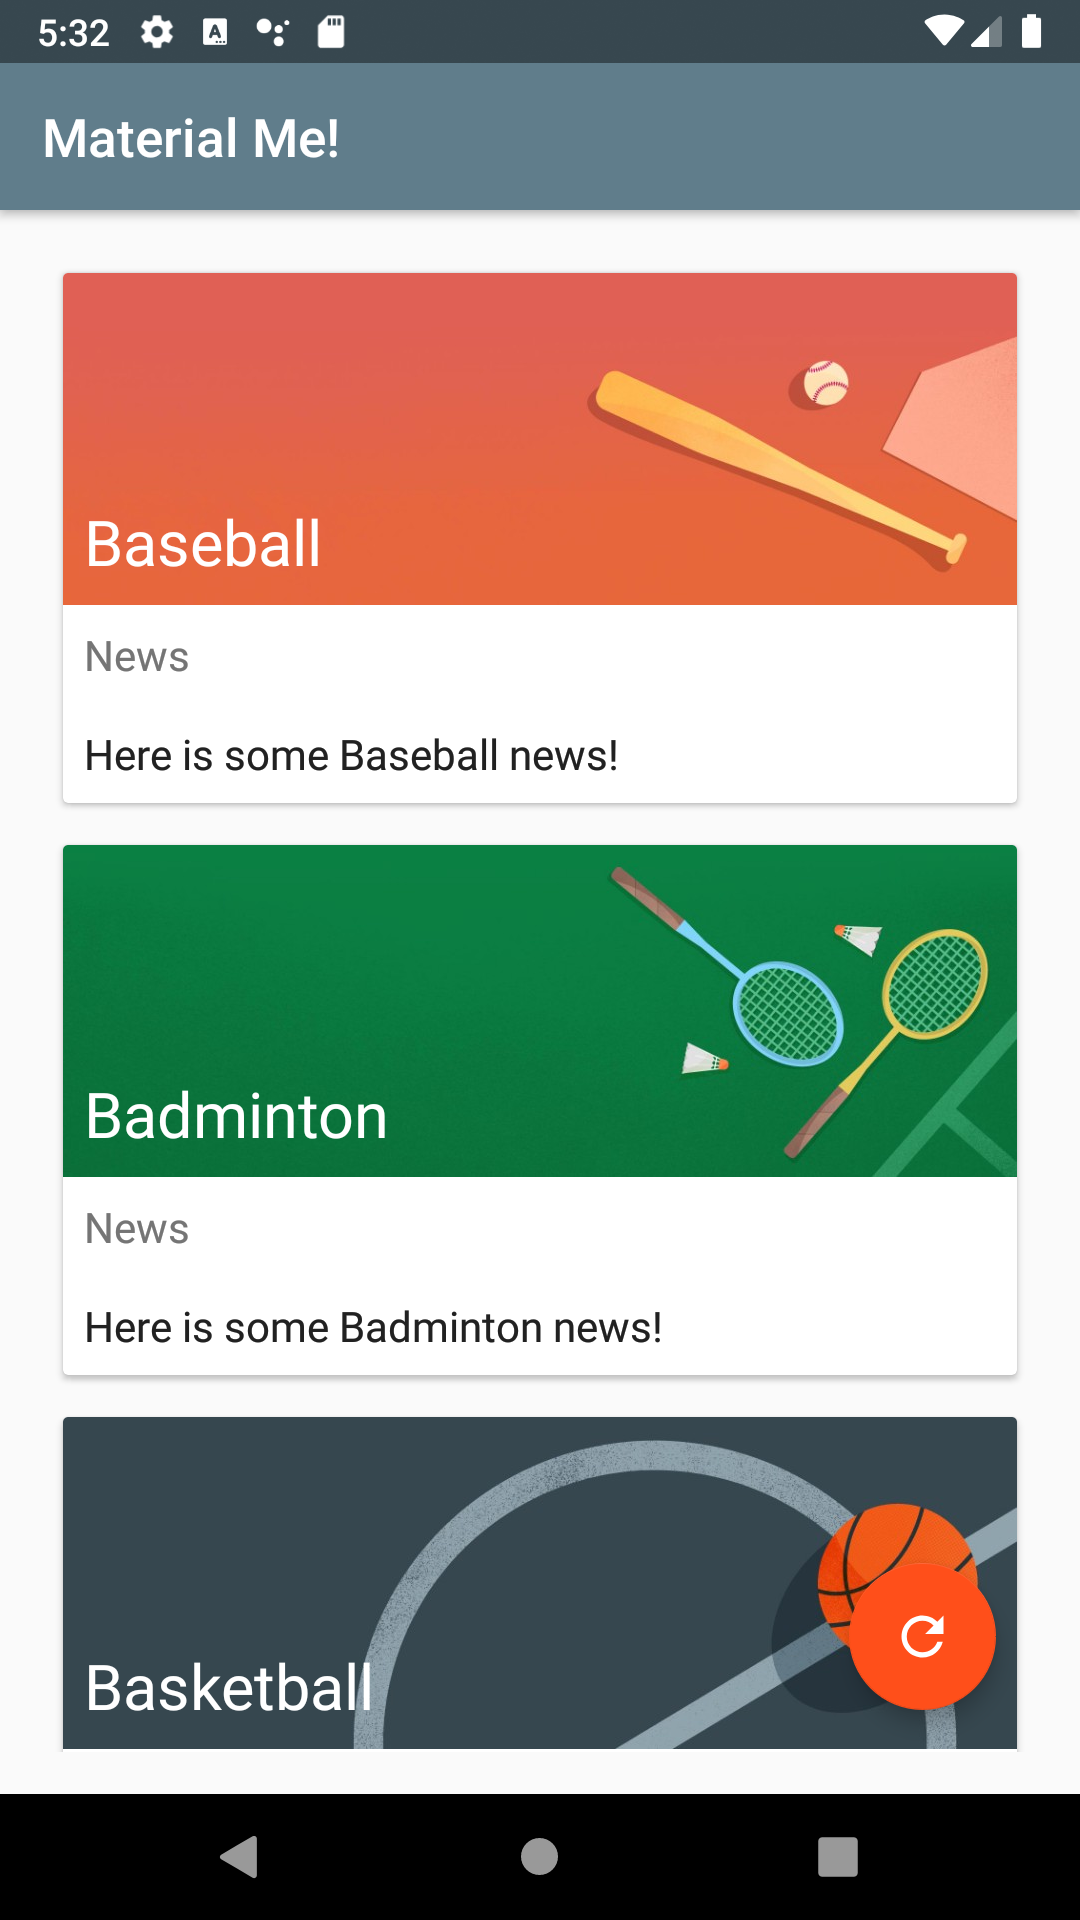 5:32
Material Me!
Baseball
News
Here is some Baseball news!
Badminton
News
Here is some Badminton news!
Basketball